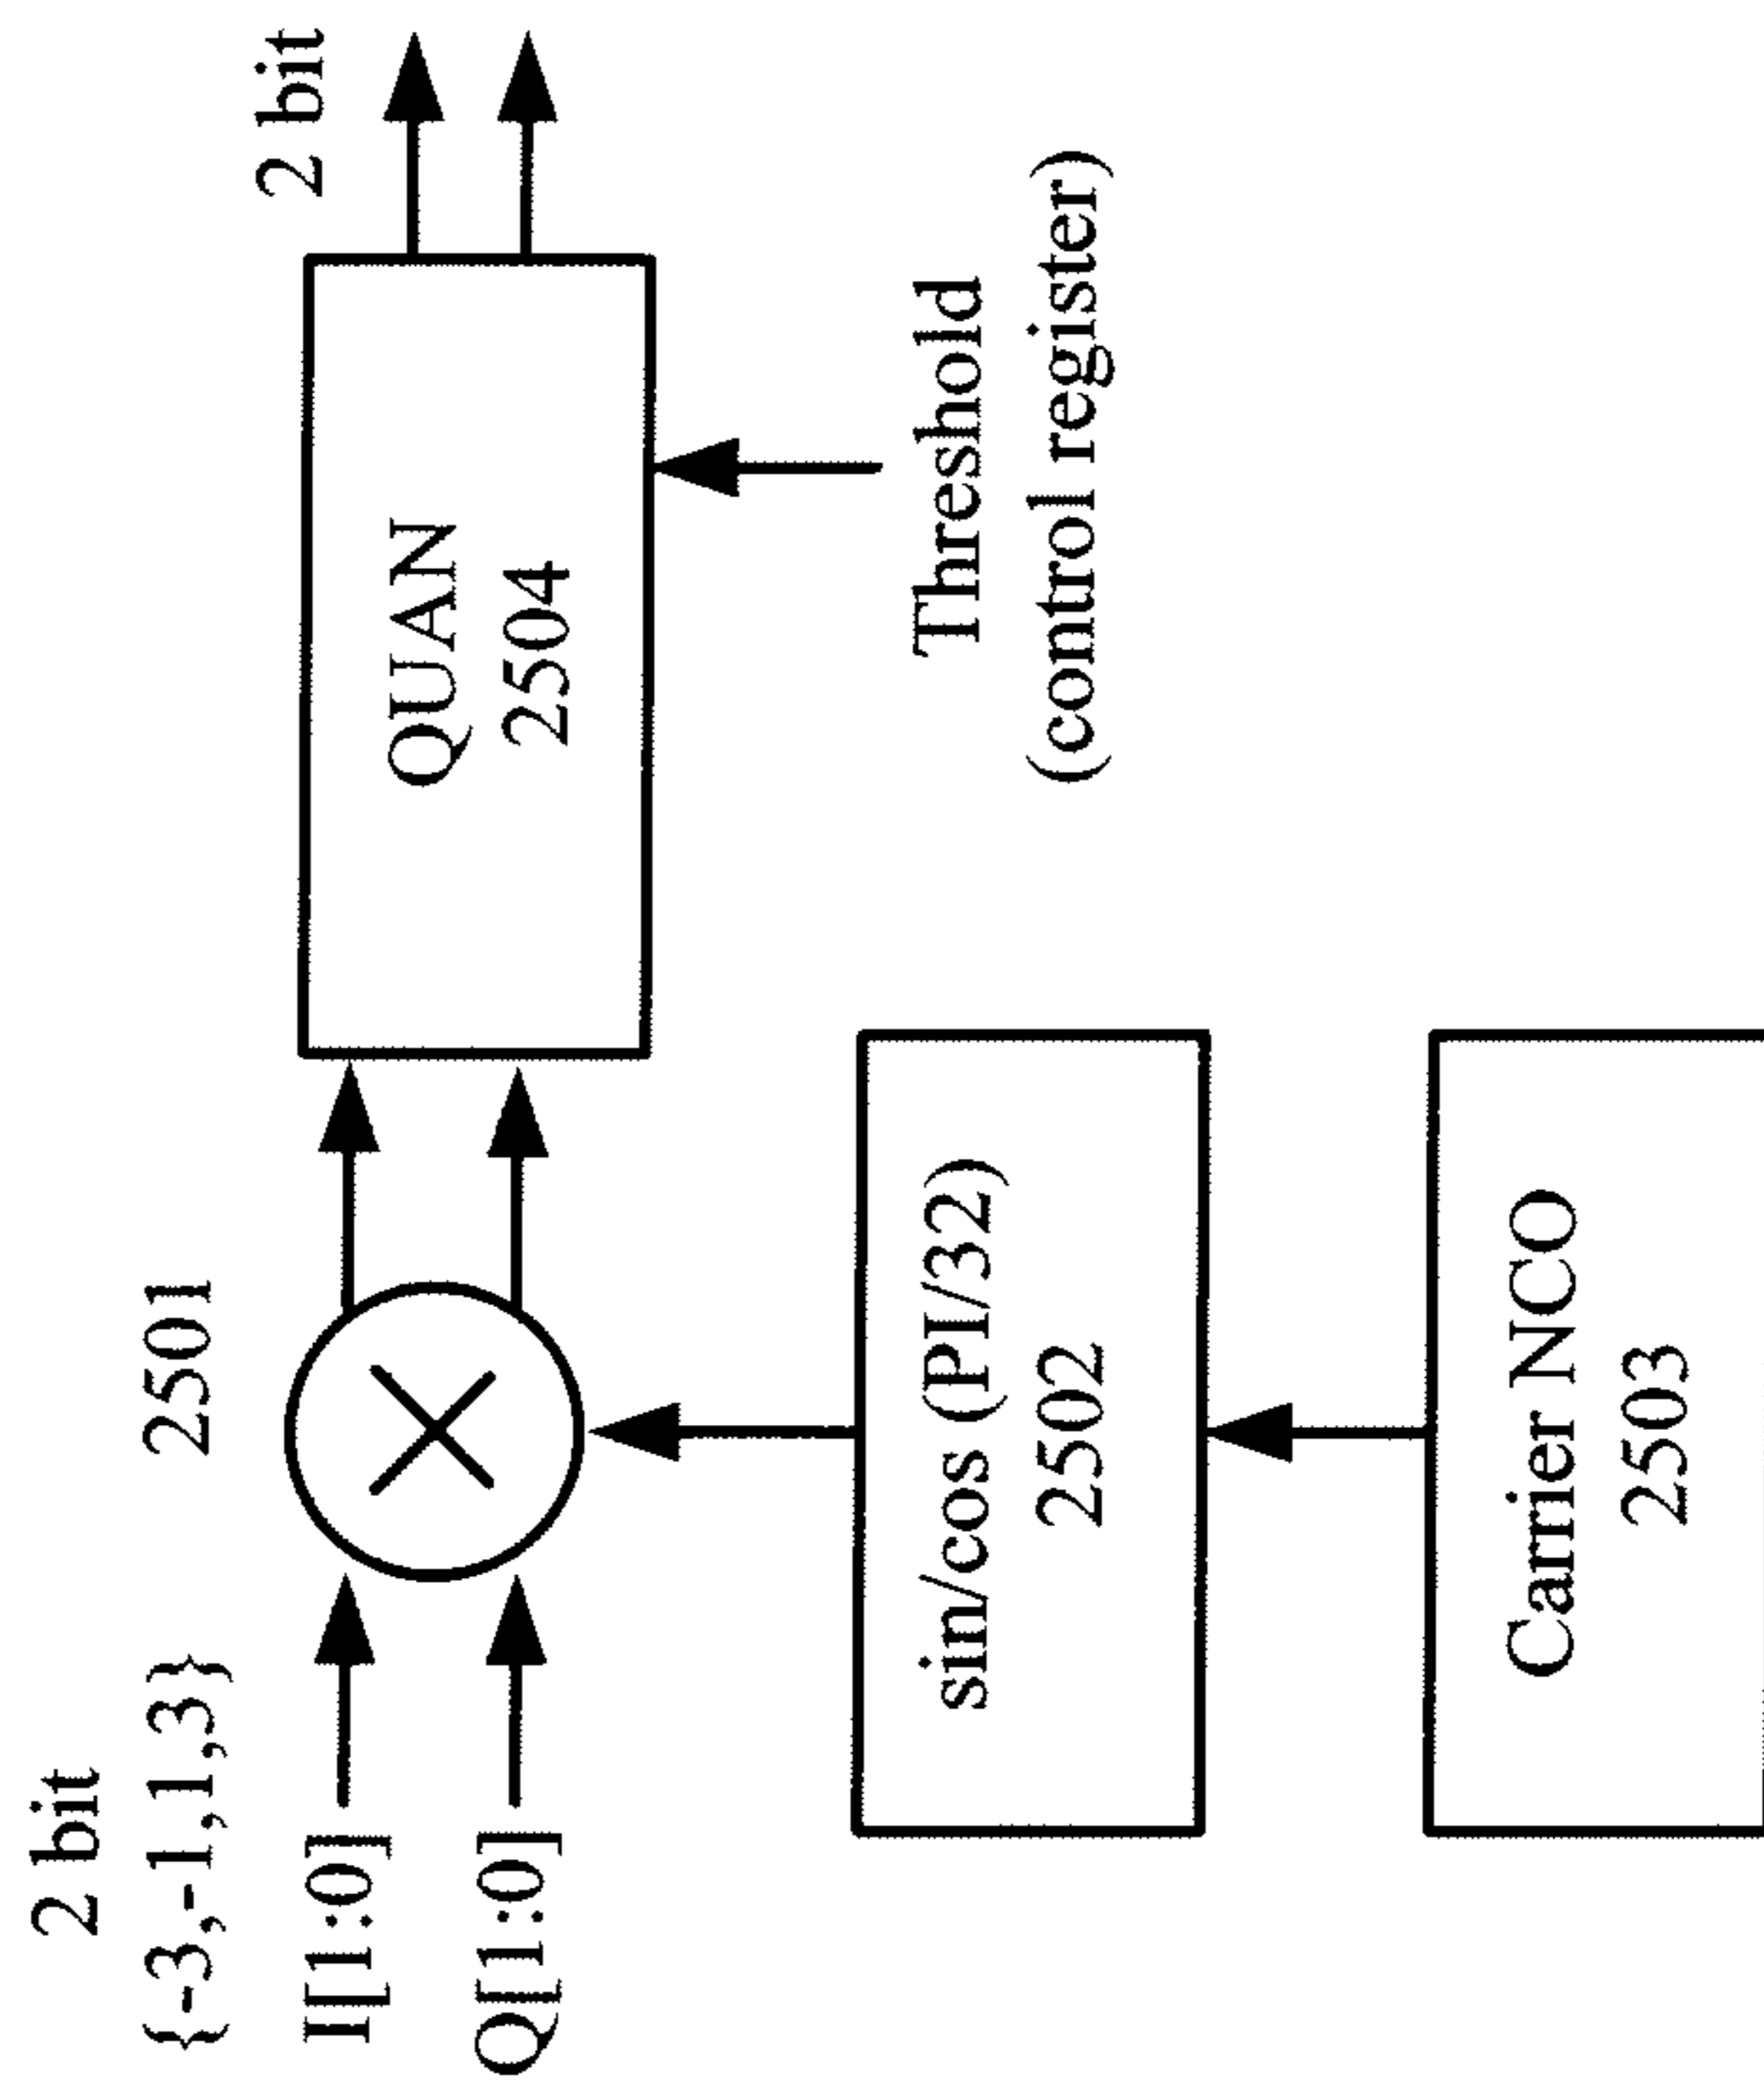 2 bit
{-3,-1,1,3}
I[1:0]
Q[1:0]
2501
2 bit
QUAN
2504
Threshold
(control register)
sin/cos (PI/32)
2502
Carrier NCO
2503